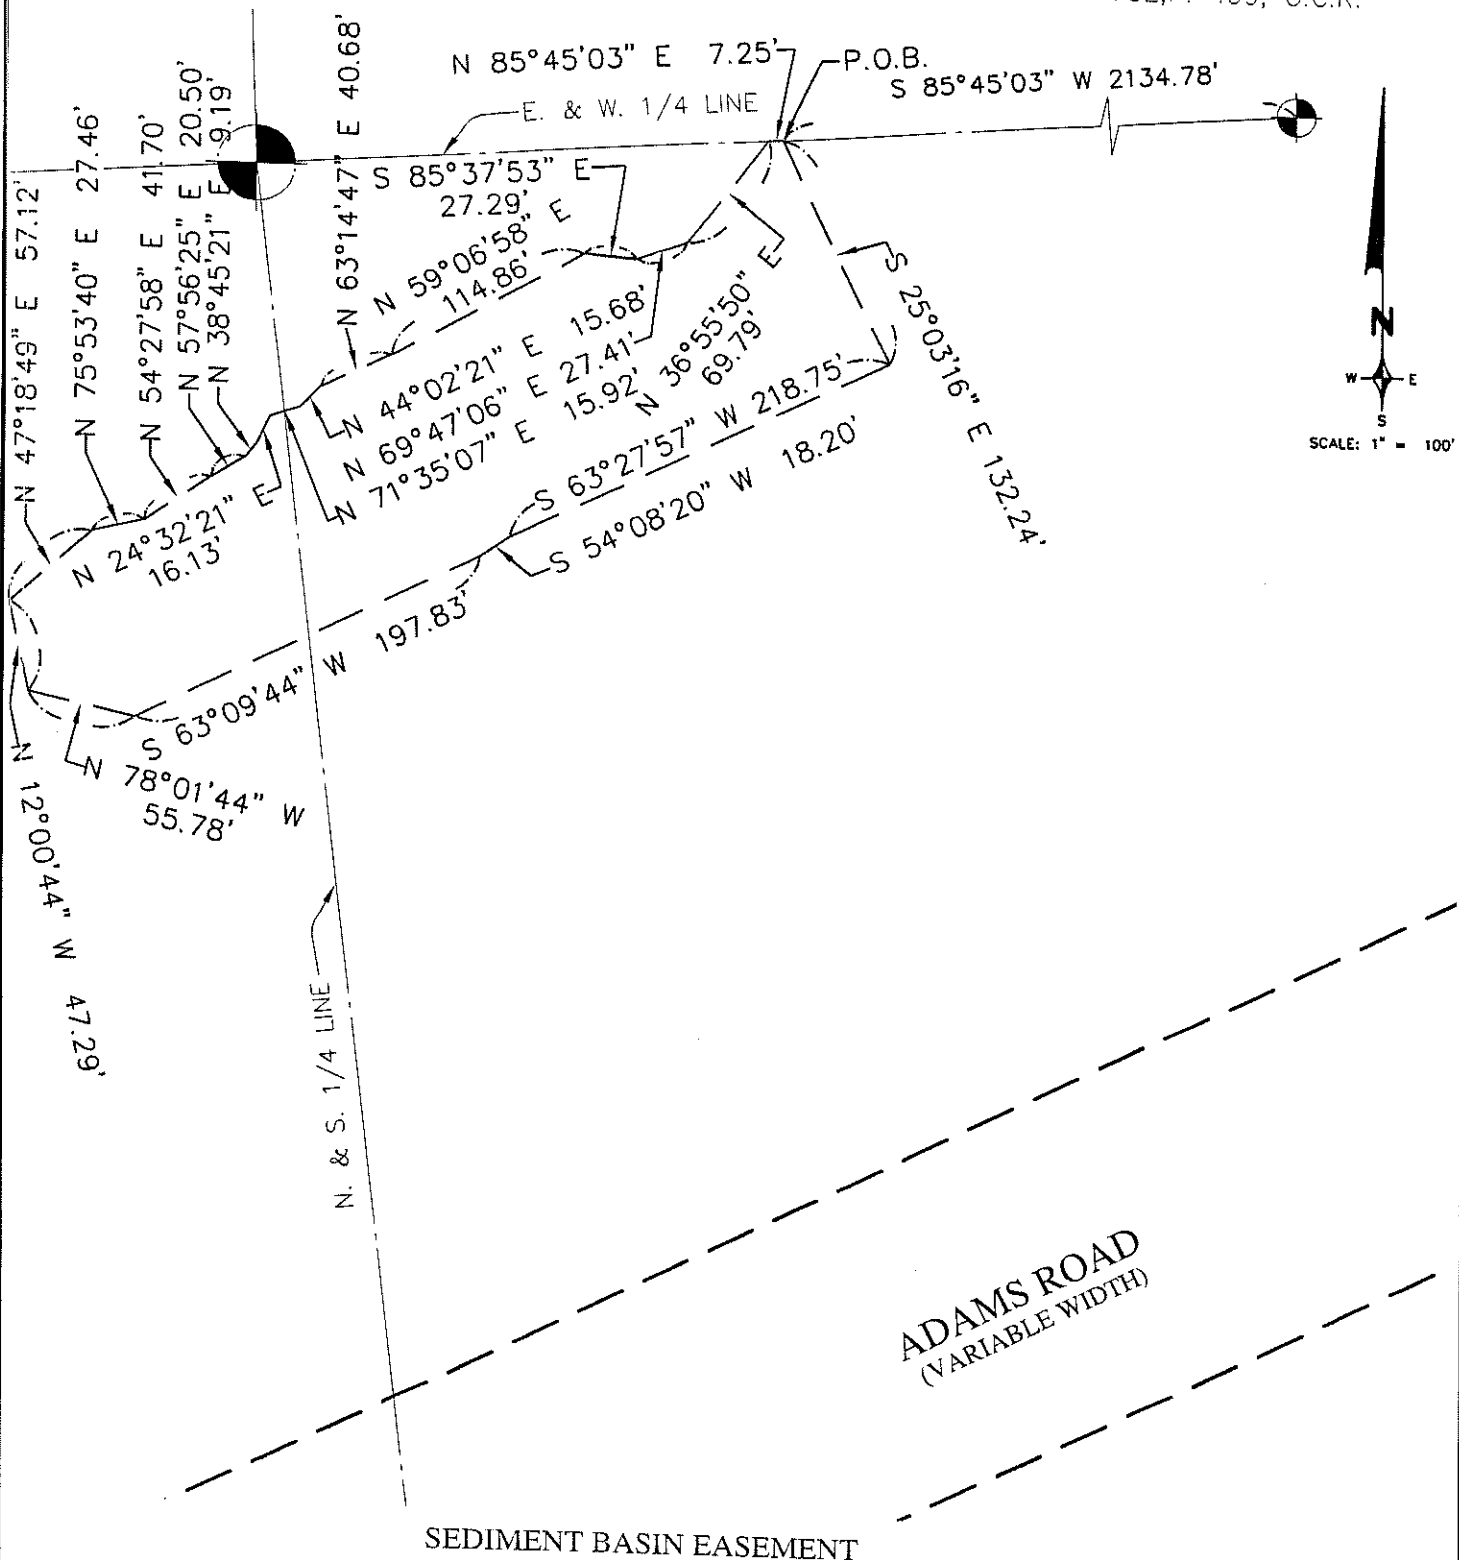 N 85°45'03" E 7.25'
P.O.B.
S 85°45'03" W 2134.78'
E. & W. 1/4 LINE
N 47°18'49" E 57.12'
N 75°53'40" E 27.46'
N 54°27'58" E 41.70'
N 57°56'25" E 20.50'
N 38°45'21" E 9.19'
N 63°14'47" E 40.68'
S 85°37'53" E
27.29'
N 59°06'58" E
114.86'
N 44°02'21" E 15.68'
N 69°47'06" E 27.41'
N 71°35'07" E 15.92'
N 36°55'50" E
69.79'
S 25°03'16" E 132.24'
S 63°27'57" W 218.75'
S 54°08'20" W 18.20'
N 24°32'21" E
16.13'
S 63°09'44" W 197.83'
N 78°01'44" W
55.78'
N 12°00'44" W 47.29'
N
W E
S
SCALE: 1" = 100'
N. & S. 1/4 LINE
ADAMS ROAD
(VARIABLE WIDTH)
SEDIMENT BASIN EASEMENT